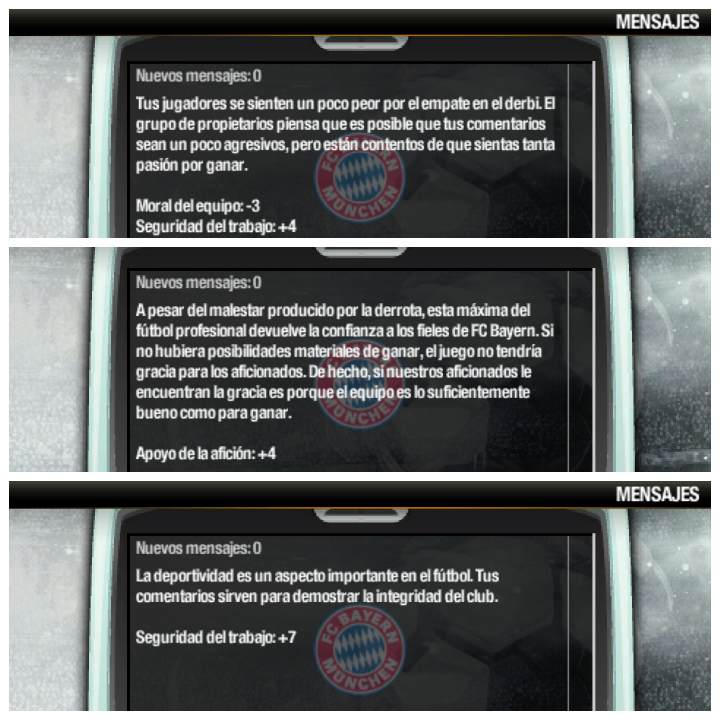 MENSAJES
Nuevos mensajes: 0
Tus jugadores se sienten un poco peor por el empate en el derbi. El
grupo de propietarios piensa que es posible que tus comentarios
sean un poco agresivos, pero están contentos de que sientas tanta
pasión por ganar.
FC BAYERN
MÜNCHEN
Moral del equipo: -3
Seguridad del trabajo: +4
Nuevos mensajes: 0
A pesar del malestar producido por la derrota, esta máxima del
fútbol profesional devuelve la confianza a los fieles de FC Bayern. Si
no hubiera posibilidades materiales de ganar, el juego no tendría
gracia para los aficionados. De hecho, si nuestros aficionados le
encuentran la gracia es porque el equipo es lo suficientemente
bueno como para ganar.
MÜNCHEN
Apoyo de la afición: +4
MENSAJES
Nuevos mensajes: 0
La deportividad es un aspecto importante en el fútbol. Tus
comentarios sirven para demostrar la integridad del club.
Seguridad del trabajo: +7
FC BAYERN
MÜNCHEN